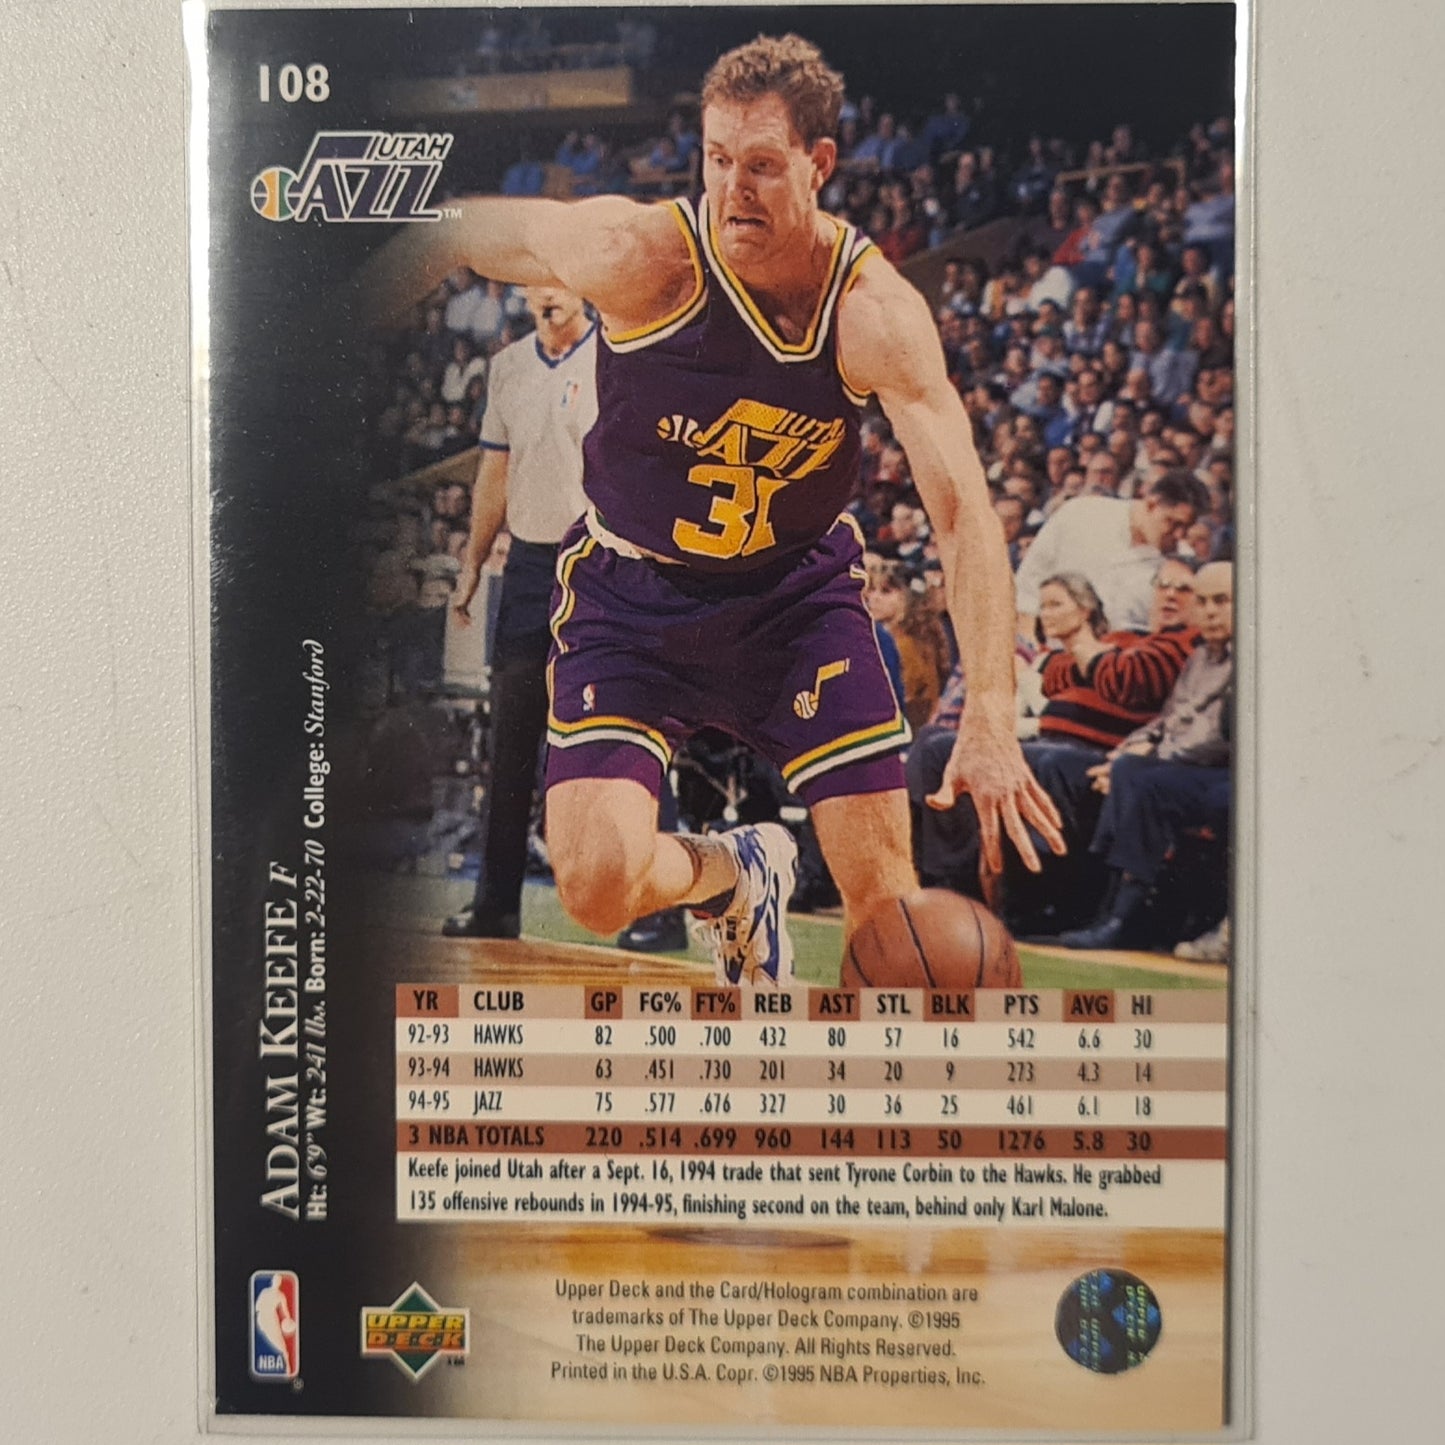 108
UTAH
JAZZ™
UTAH
JAZZ
31
ADAM KEEFE F
Ht: 6'9" Wt: 241 lbs. Born: 2-22-70 College: Stanford
YR CLUB GP FG% FT% REB AST STL BLK PTS AVG HI
92-93 HAWKS 82 .500 .700 432 80 57 16 542 6.6 30
93-94 HAWKS 63 .451 .730 201 34 20 9 273 4.3 14
94-95 JAZZ 75 .577 .676 327 30 36 25 461 6.1 18
3 NBA TOTALS 220 .514 .699 960 144 113 50 1276 5.8 30
Keefe joined Utah after a Sept. 16, 1994 trade that sent Tyrone Corbin to the Hawks. He grabbed
135 offensive rebounds in 1994-95, finishing second on the team, behind only Karl Malone.
NBA®
UPPER
DECK™
Upper Deck and the Card/Hologram combination are
trademarks of The Upper Deck Company. ©1995
The Upper Deck Company. All Rights Reserved.
Printed in the U.S.A. Copr. ©1995 NBA Properties, Inc.